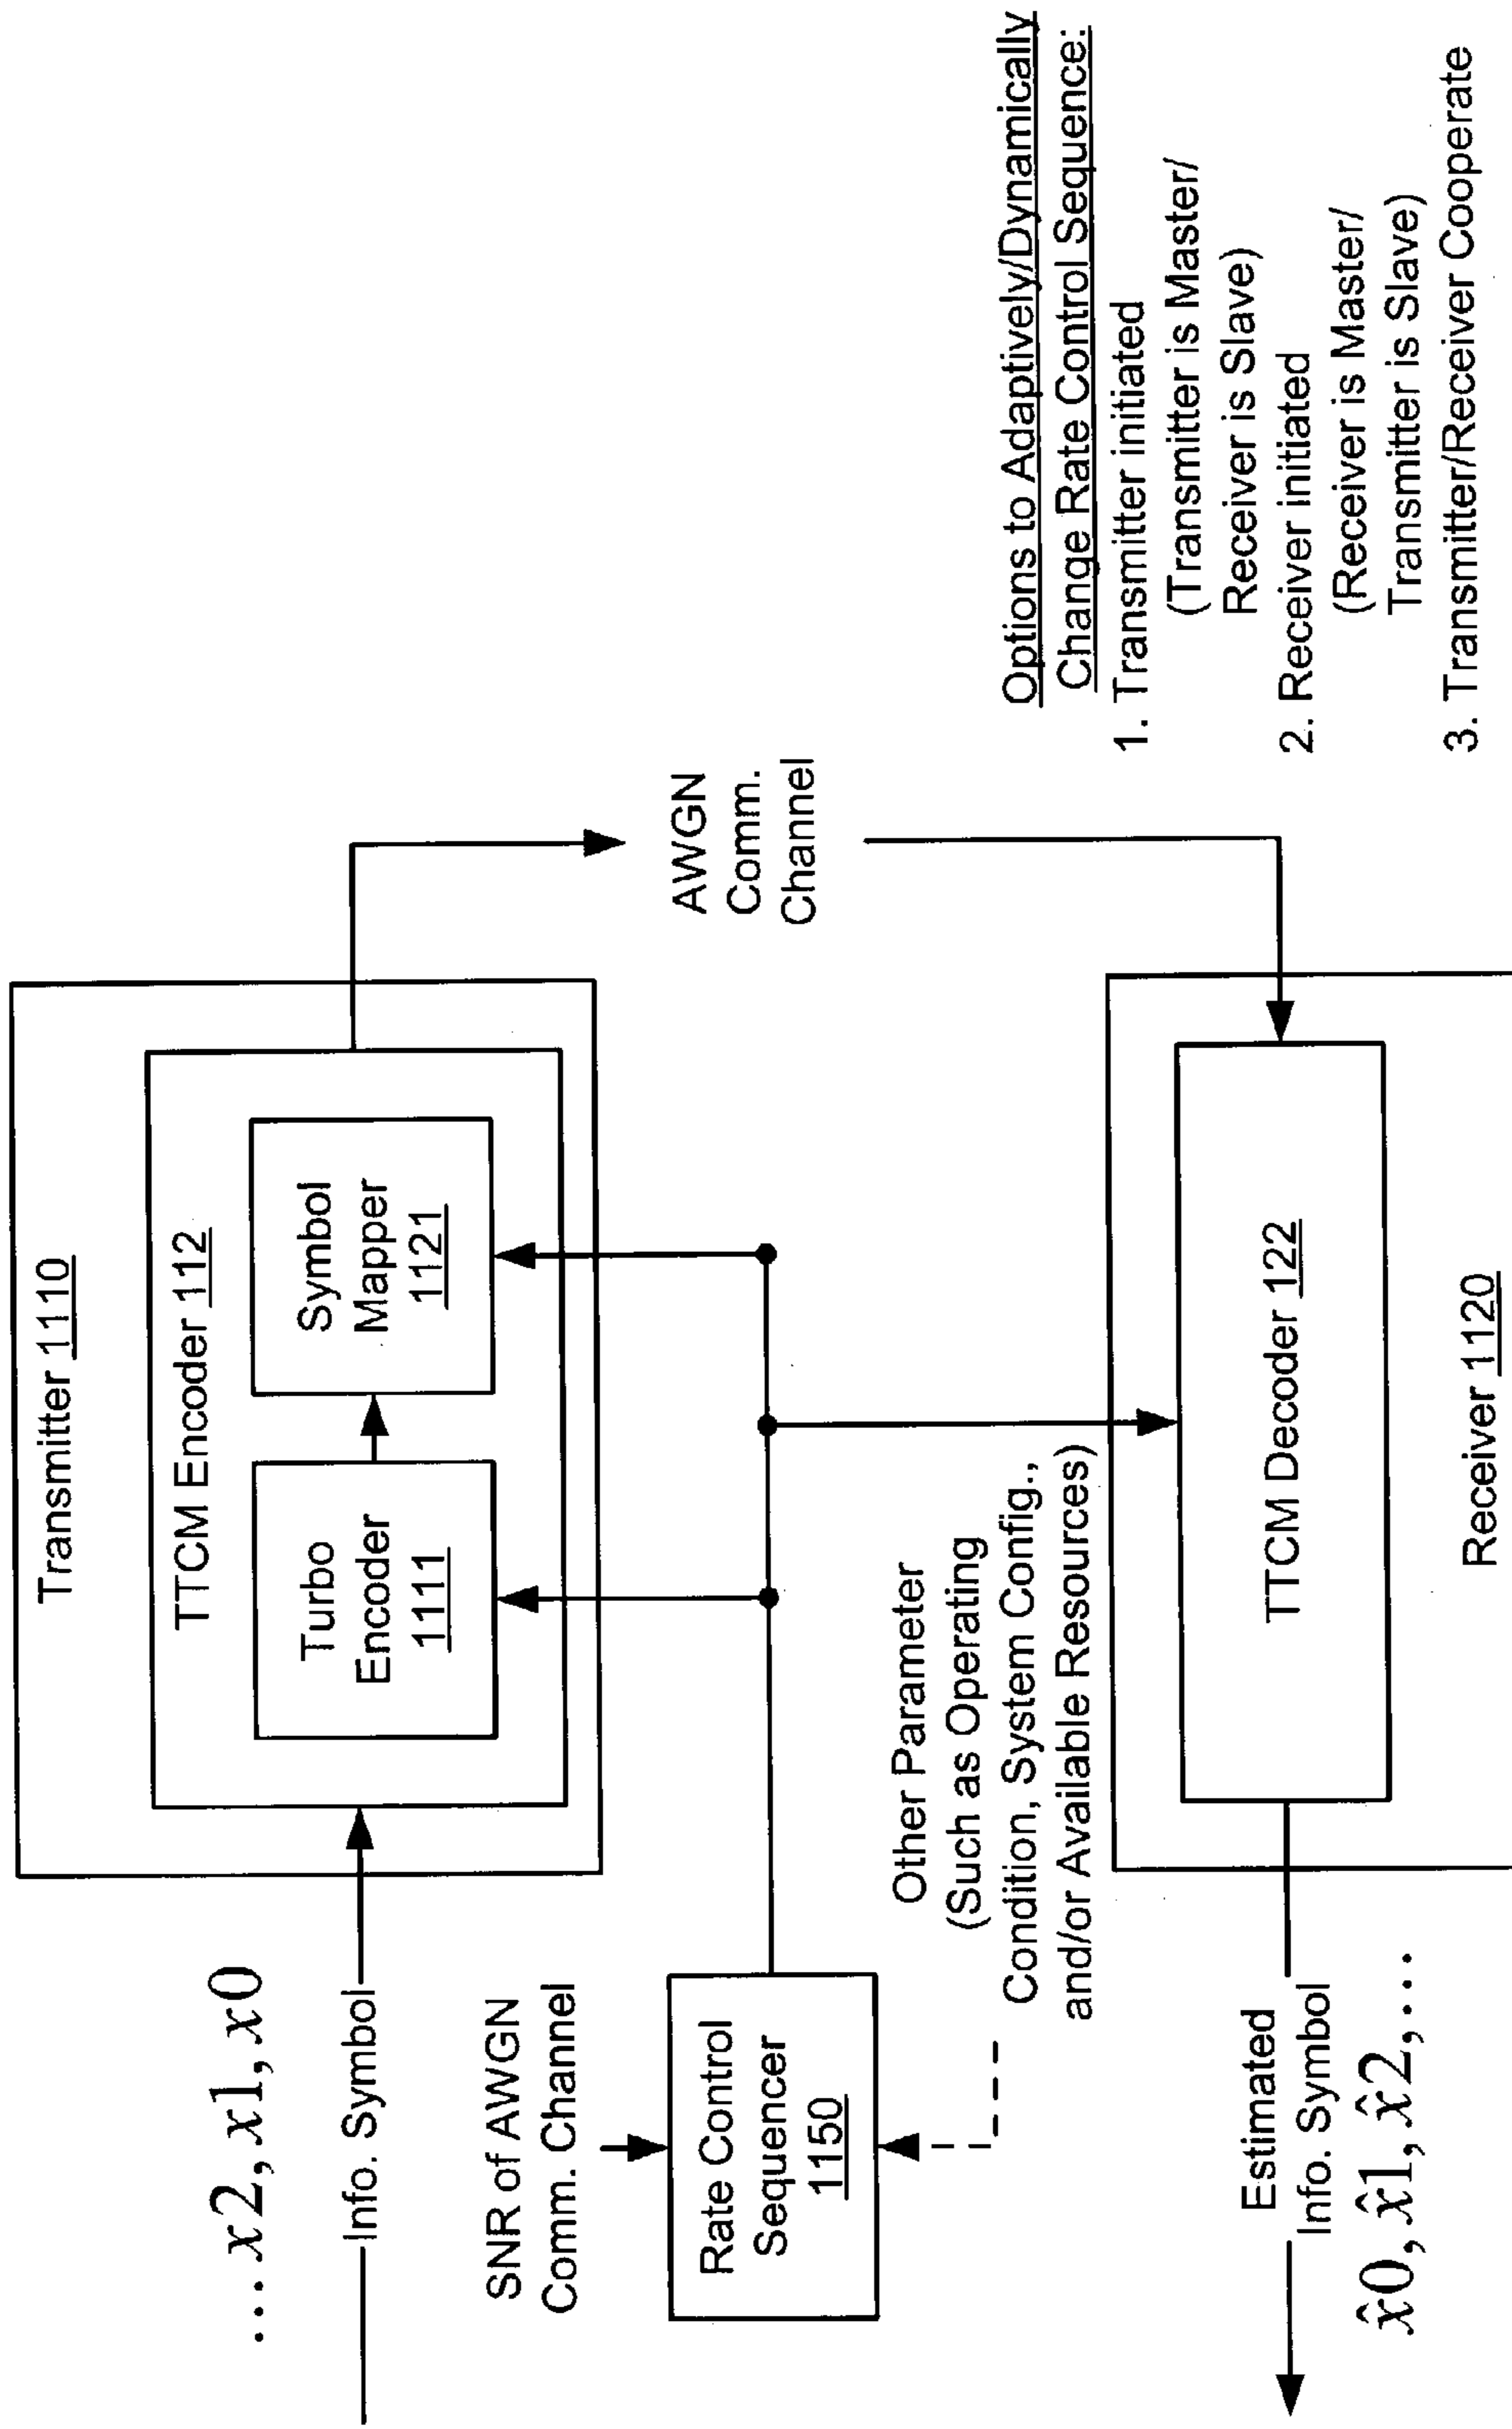 Transmitter 1110
TTCM Encoder 112
Turbo
Encoder
1111
Symbol
Mapper
1121
... x2, x1, x0
Info. Symbol
SNR of AWGN
Comm. Channel
Rate Control
Sequencer
1150
AWGN
Comm.
Channel
Other Parameter
(Such as Operating
Condition, System Config.,
and/or Available Resources)
TTCM Decoder 122
Receiver 1120
Estimated
Info. Symbol
x̂0, x̂1, x̂2, ...
Options to Adaptively/Dynamically
Change Rate Control Sequence:
1. Transmitter initiated
(Transmitter is Master/
Receiver is Slave)
2. Receiver initiated
(Receiver is Master/
Transmitter is Slave)
3. Transmitter/Receiver Cooperate